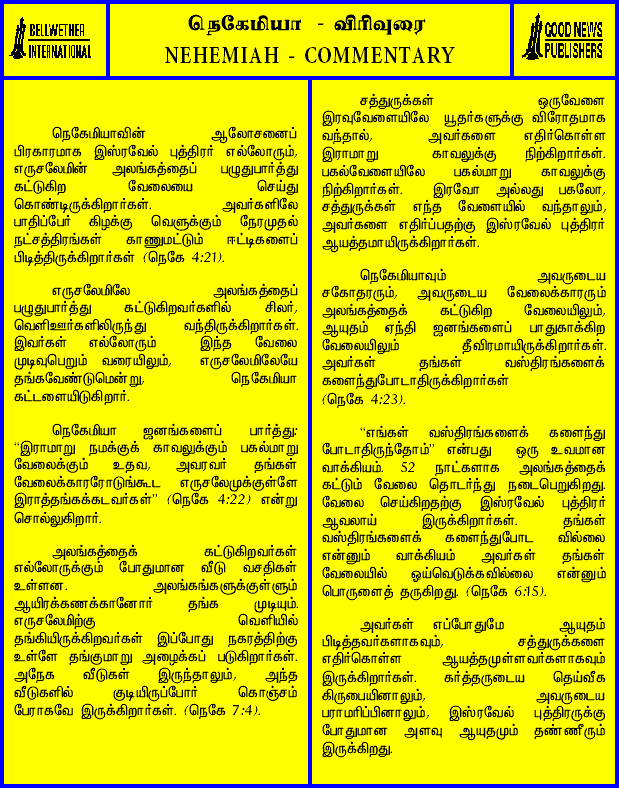 BELLWETHER
INTERNATIONAL
நெகேமியா - விரிவுரை
NEHEMIAH - COMMENTARY
GOOD NEWS
PUBLISHERS
நெகேமியாவின் ஆலோசனைப்
பிரகாரமாக இஸ்ரவேல் புத்திரர் எல்லோரும்,
எருசலேமின் அலங்கத்தைப் பழுதுபார்த்து
கட்டுகிற வேலையை செய்து
கொண்டிருக்கிறார்கள். அவர்களிலே
பாதிப்பேர் கிழக்கு வெளுக்கும் நேரமுதல்
நட்சத்திரங்கள் காணுமட்டும் ஈட்டிகளைப்
பிடித்திருக்கிறார்கள் (நெகே 4:21).
எருசலேமிலே அலங்கத்தைப்
பழுதுபார்த்து கட்டுகிறவர்களில் சிலர்,
வெளிஊர்களிலிருந்து வந்திருக்கிறார்கள்.
இவர்கள் எல்லோரும் இந்த வேலை
முடிவுபெறும் வரையிலும், எருசலேமிலேயே
தங்கவேண்டுமென்று, நெகேமியா
கட்டளையிடுகிறார்.
நெகேமியா ஜனங்களைப் பார்த்து:
“இராமாறு நமக்குக் காவலுக்கும் பகல்மாறு
வேலைக்கும் உதவ, அவரவர் தங்கள்
வேலைக்காரரோடுங்கூட எருசலேமுக்குள்ளே
இராத்தங்கக்கடவர்கள்” (நெகே 4:22) என்று
சொல்லுகிறார்.
அலங்கத்தைக் கட்டுகிறவர்கள்
எல்லோருக்கும் போதுமான வீடு வசதிகள்
உள்ளன. அலங்கங்களுக்குள்ளும்
ஆயிரக்கணக்கானோர் தங்க முடியும்.
எருசலேமிற்கு வெளியில்
தங்கியிருக்கிறவர்கள் இப்போது நகரத்திற்கு
உள்ளே தங்குமாறு அழைக்கப் படுகிறார்கள்.
அநேக வீடுகள் இருந்தாலும், அந்த
வீடுகளில் குடியிருப்போர் கொஞ்சம்
பேராகவே இருக்கிறார்கள். (நெகே 7:4).
சத்துருக்கள் ஒருவேளை
இரவுவேளையிலே யூதர்களுக்கு விரோதமாக
வந்தால், அவர்களை எதிர்கொள்ள
இராமாறு காவலுக்கு நிற்கிறார்கள்.
பகல்வேளையிலே பகல்மாறு காவலுக்கு
நிற்கிறார்கள். இரவோ அல்லது பகலோ,
சத்துருக்கள் எந்த வேளையில் வந்தாலும்,
அவர்களை எதிர்ப்பதற்கு இஸ்ரவேல் புத்திரர்
ஆயத்தமாயிருக்கிறார்கள்.
நெகேமியாவும் அவருடைய
சகோதரரும், அவருடைய வேலைக்காரரும்
அலங்கத்தைக் கட்டுகிற வேலையிலும்,
ஆயுதம் ஏந்தி ஜனங்களைப் பாதுகாக்கிற
வேலையிலும் தீவிரமாயிருக்கிறார்கள்.
அவர்கள் தங்கள் வஸ்திரங்களைக்
களைந்துபோடாதிருக்கிறார்கள்
(நெகே 4:23).
“எங்கள் வஸ்திரங்களைக் களைந்து
போடாதிருந்தோம்” என்பது ஒரு உவமான
வாக்கியம். 52 நாட்களாக அலங்கத்தைக்
கட்டும் வேலை தொடர்ந்து நடைபெறுகிறது.
வேலை செய்கிறதற்கு இஸ்ரவேல் புத்திரர்
ஆவலாய் இருக்கிறார்கள். தங்கள்
வஸ்திரங்களைக் களைந்துபோட வில்லை
என்னும் வாக்கியம் அவர்கள் தங்கள்
வேலையில் ஓய்வெடுக்கவில்லை என்னும்
பொருளைத் தருகிறது. (நெகே 6:15).
அவர்கள் எப்போதுமே ஆயுதம்
பிடித்தவர்களாகவும், சத்துருக்களை
எதிர்கொள்ள ஆயத்தமுள்ளவர்களாகவும்
இருக்கிறார்கள். கர்த்தருடைய தெய்வீக
கிருபையினாலும், அவருடைய
பராமரிப்பினாலும், இஸ்ரவேல் புத்திரருக்கு
போதுமான அளவு ஆயுதமும் தண்ணீரும்
இருக்கிறது.